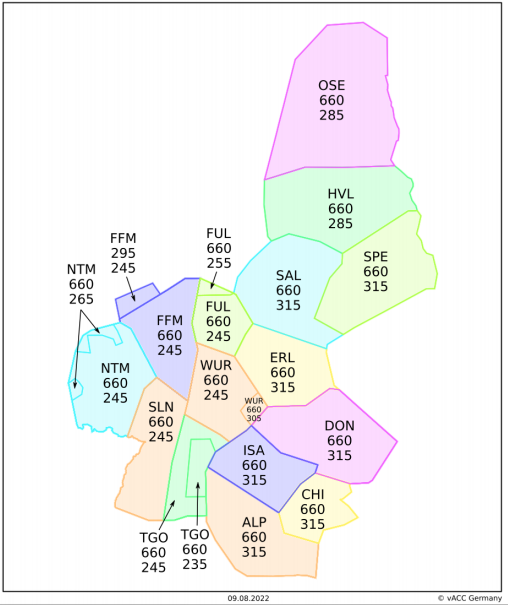 OSE
660
285
HVL
660
285
FUL
660
255
FFM
295
245
SPE
660
315
NTM
660
265
SAL
660
315
FUL
660
245
FFM
660
245
ERL
660
315
WUR
660
245
NTM
660
245
WUR
660
305
SLN
660
245
DON
660
315
ISA
660
315
CHI
660
315
ALP
660
315
TGO
660
245
TGO
660
235
09.08.2022
© vACC Germany